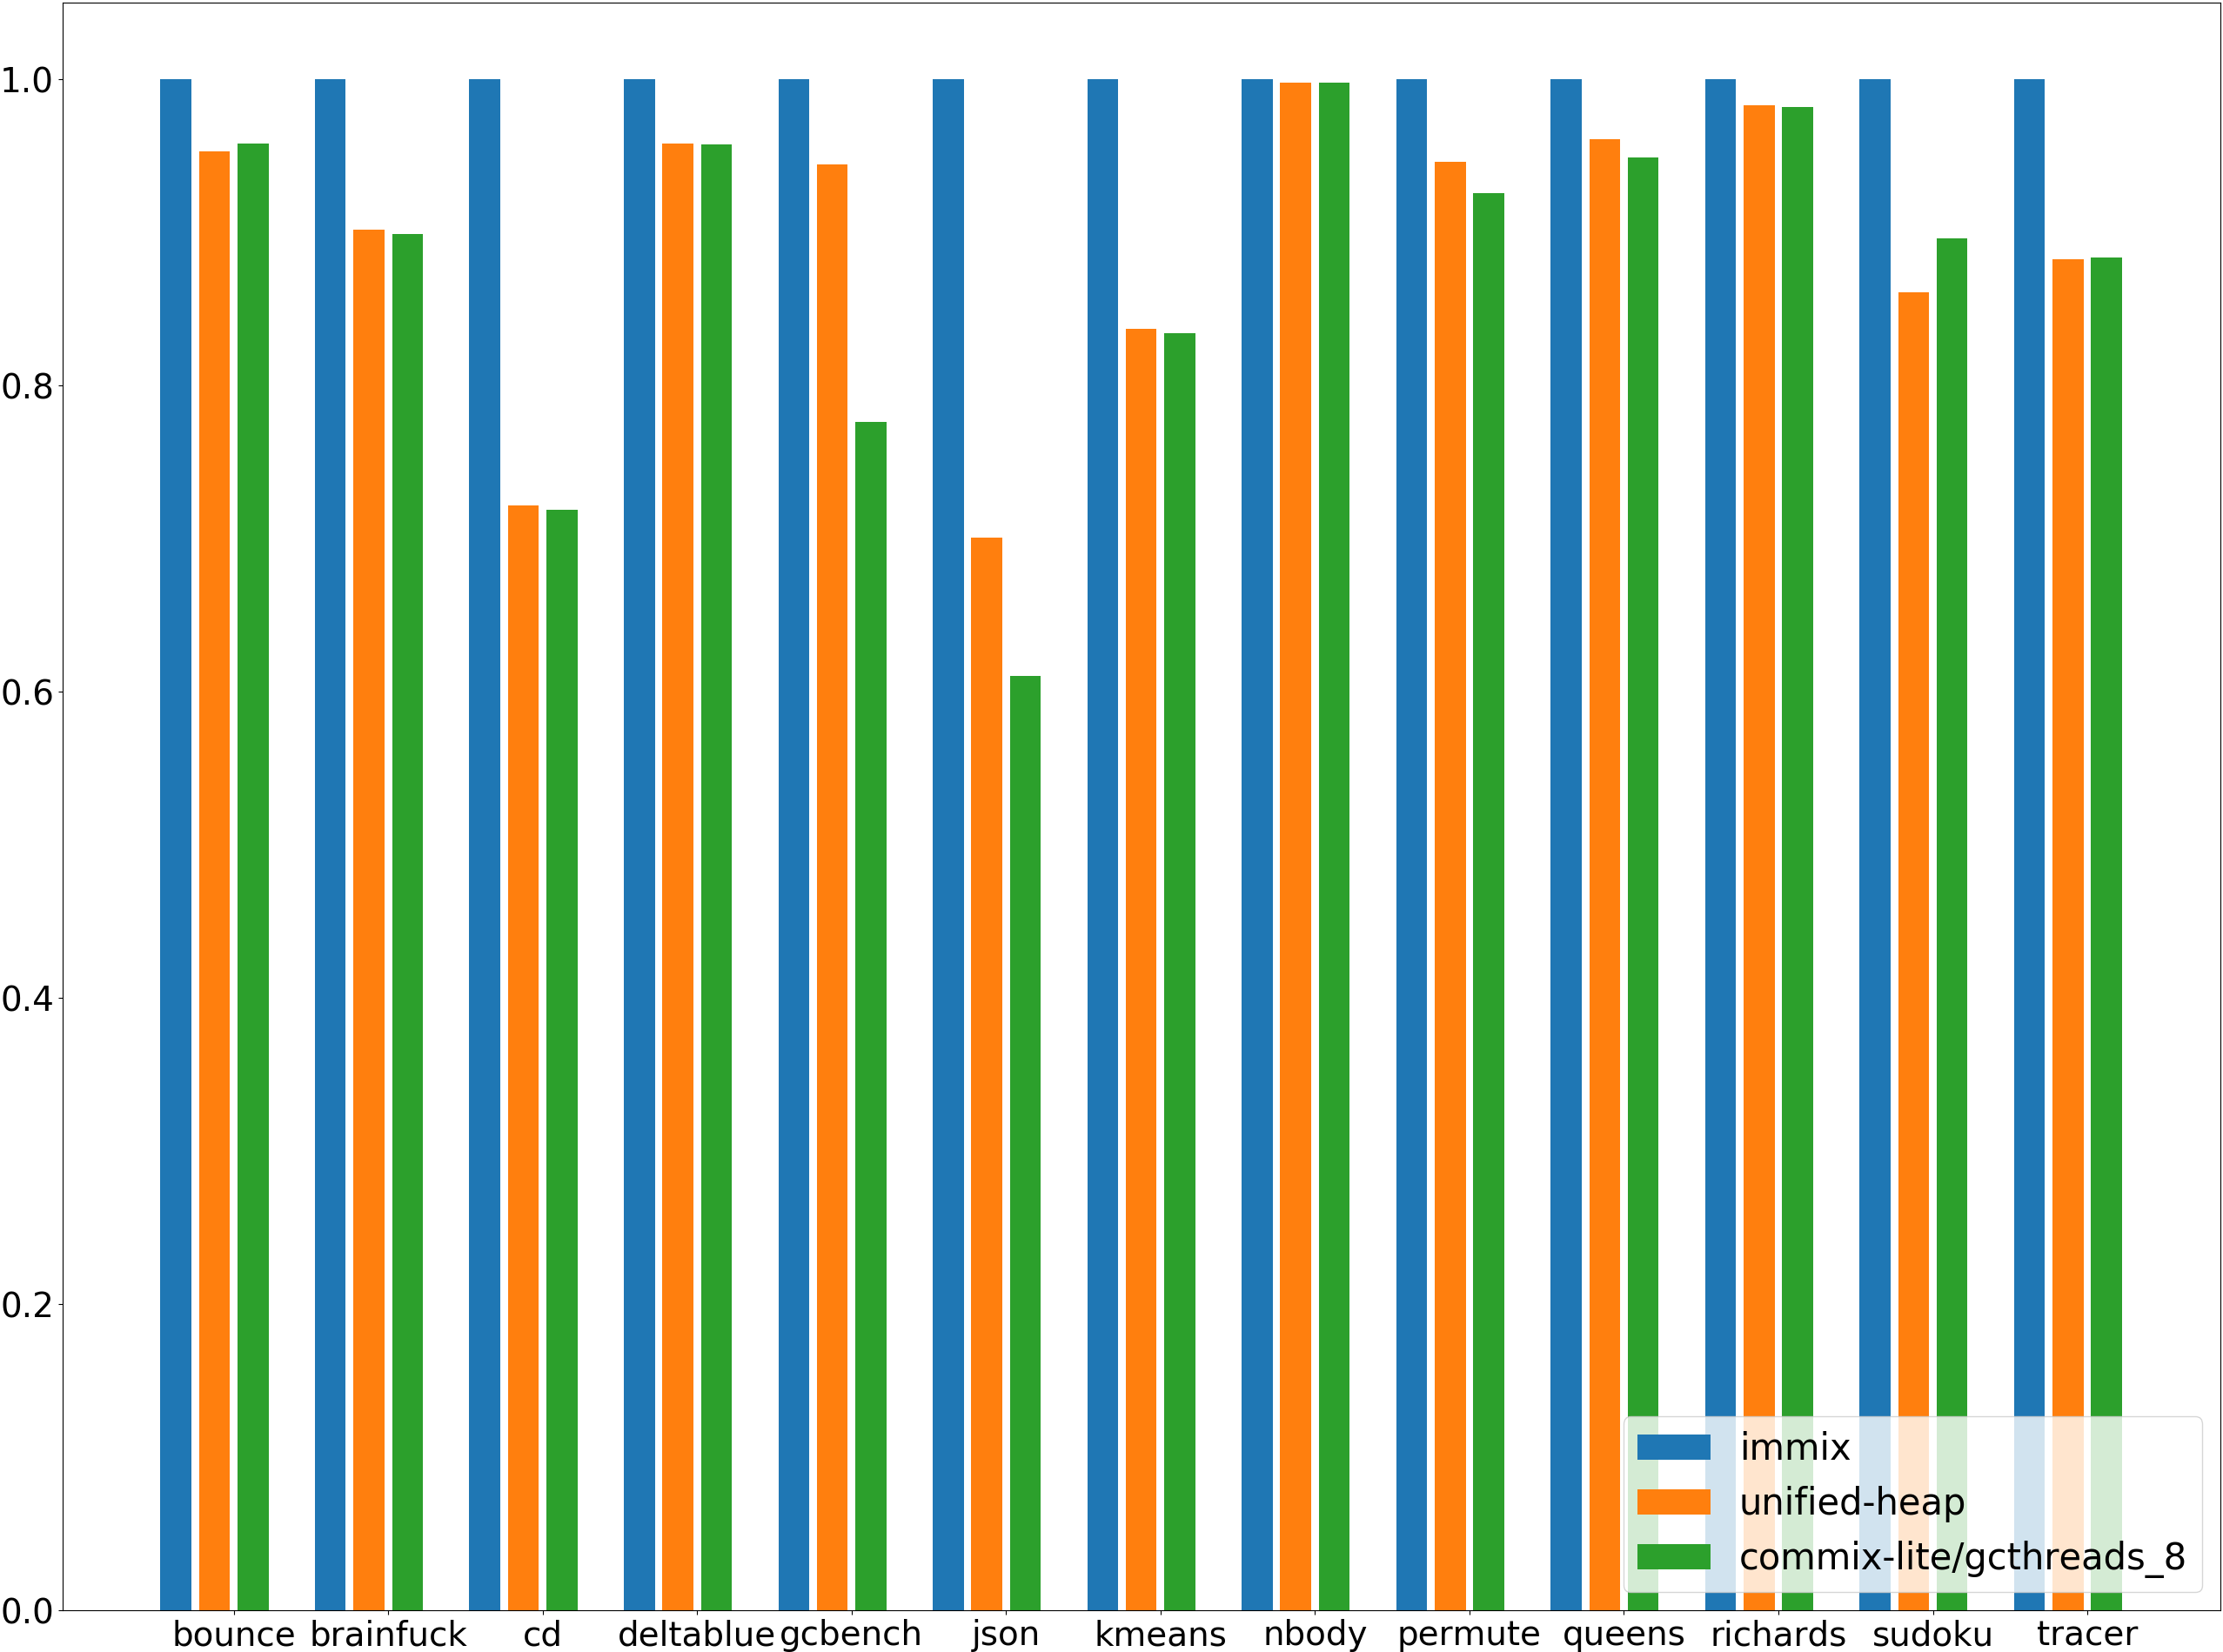 1.0
0.8
0.6
0.4
0.2
0.0
immix
unified-heap
commix-lite/gcthreads_8
bounce brainfuck cd deltablue gcbench json kmeans nbody permute queens richards sudoku tracer